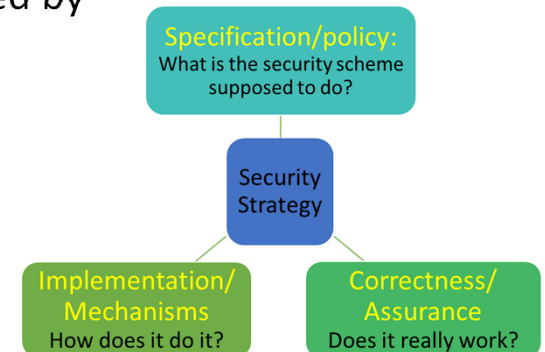 ed by
Specification/policy:
What is the security scheme
supposed to do?
Security
Strategy
Implementation/
Mechanisms
How does it do it?
Correctness/
Assurance
Does it really work?